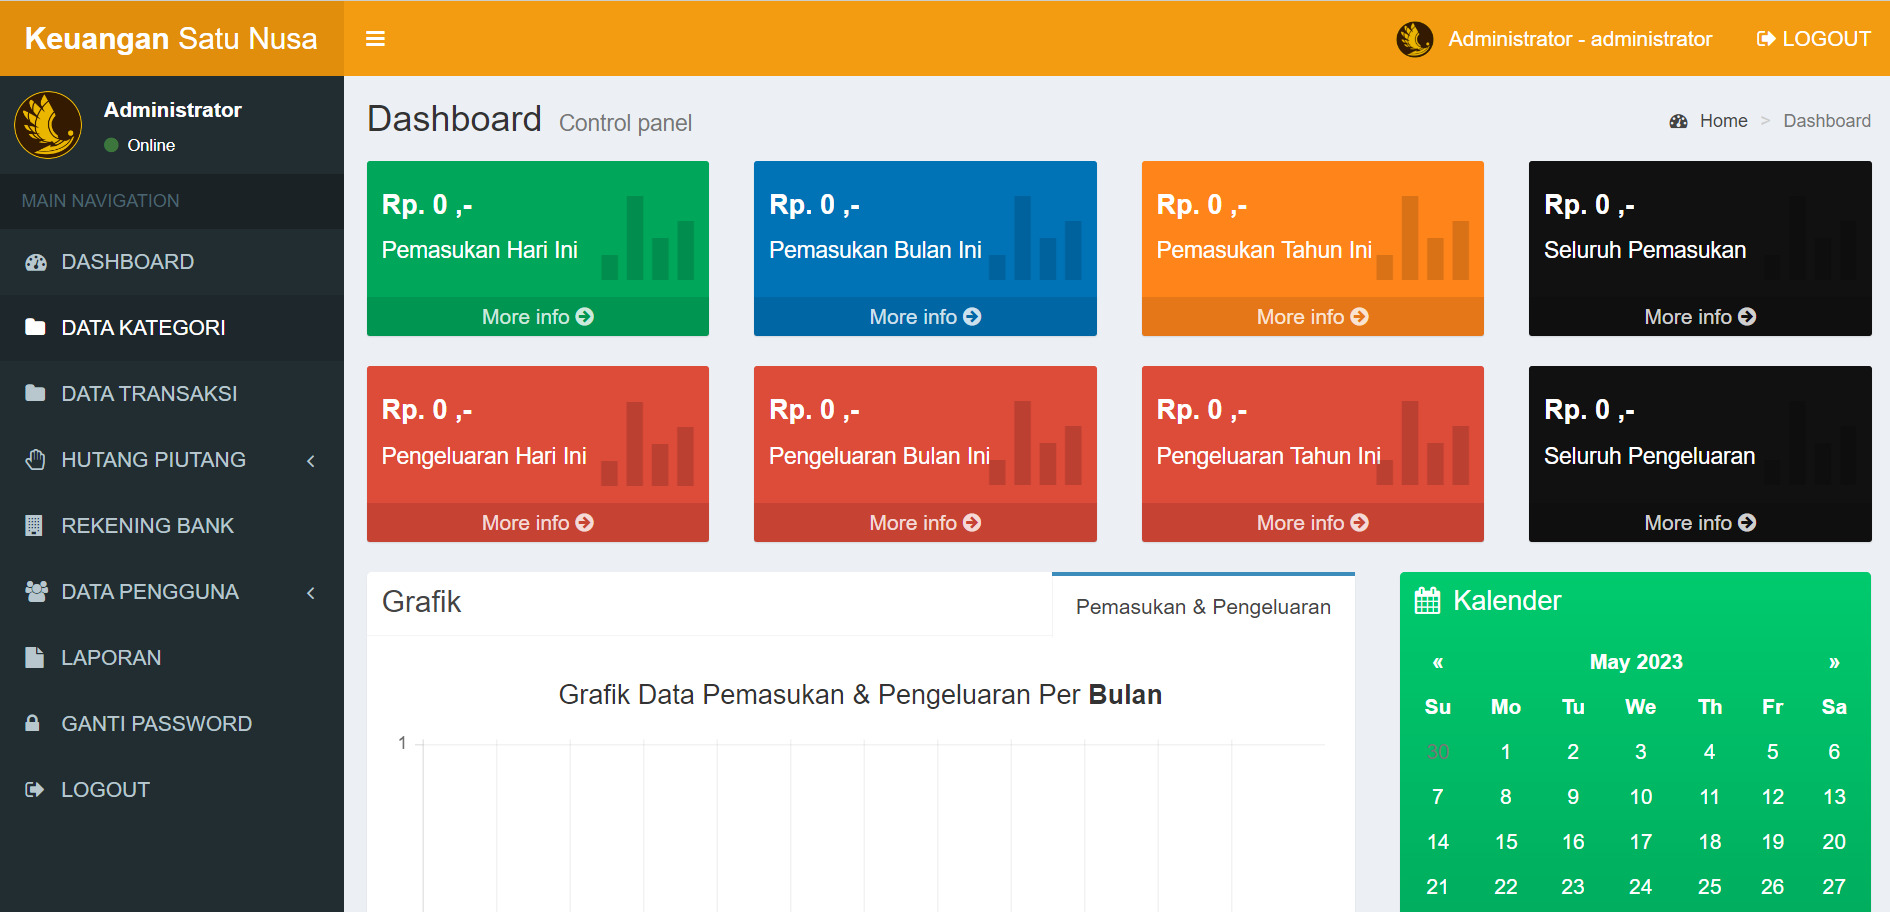 Keuangan Satu Nusa
Administrator - administrator
LOGOUT
Administrator
Online
MAIN NAVIGATION
DASHBOARD
DATA KATEGORI
DATA TRANSAKSI
HUTANG PIUTANG
REKENING BANK
DATA PENGGUNA
LAPORAN
GANTI PASSWORD
LOGOUT
Dashboard Control panel
Home > Dashboard
Rp. 0 ,-
Pemasukan Hari Ini
More info
Rp. 0 ,-
Pemasukan Bulan Ini
More info
Rp. 0 ,-
Pemasukan Tahun Ini
More info
Rp. 0 ,-
Seluruh Pemasukan
More info
Rp. 0 ,-
Pengeluaran Hari Ini
More info
Rp. 0 ,-
Pengeluaran Bulan Ini
More info
Rp. 0 ,-
Pengeluaran Tahun Ini
More info
Rp. 0 ,-
Seluruh Pengeluaran
More info
Grafik
Pemasukan & Pengeluaran
Grafik Data Pemasukan & Pengeluaran Per Bulan
1
Kalender
« May 2023 »
Su Mo Tu We Th Fr Sa
30 1 2 3 4 5 6
7 8 9 10 11 12 13
14 15 16 17 18 19 20
21 22 23 24 25 26 27